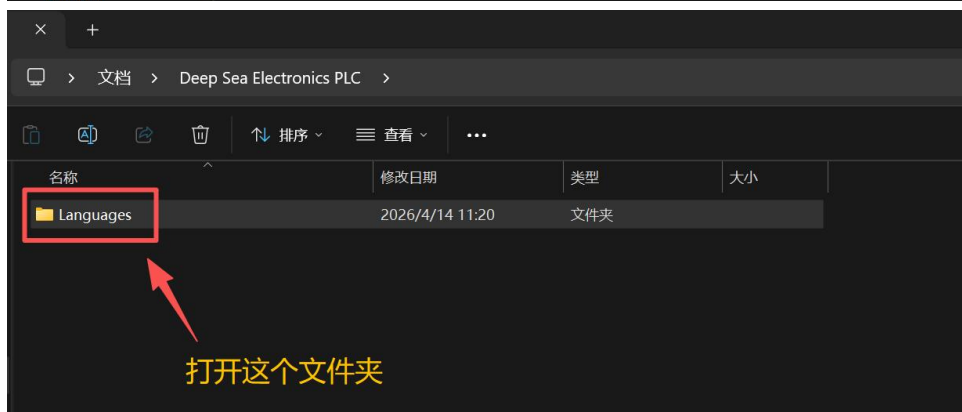 文档 > Deep Sea Electronics PLC >
排序 查看 ...
名称 修改日期 类型 大小
Languages 2026/4/14 11:20 文件夹
打开这个文件夹